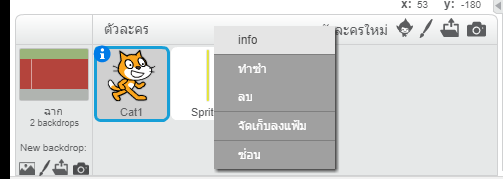 x: 53 y: -180
ตัวละคร
ตัวละครใหม่
info
ทำซ้ำ
ลบ
จัดเก็บลงแฟ้ม
ซ่อน
Cat1
Sprit
ฉาก
2 backdrops
New backdrop: